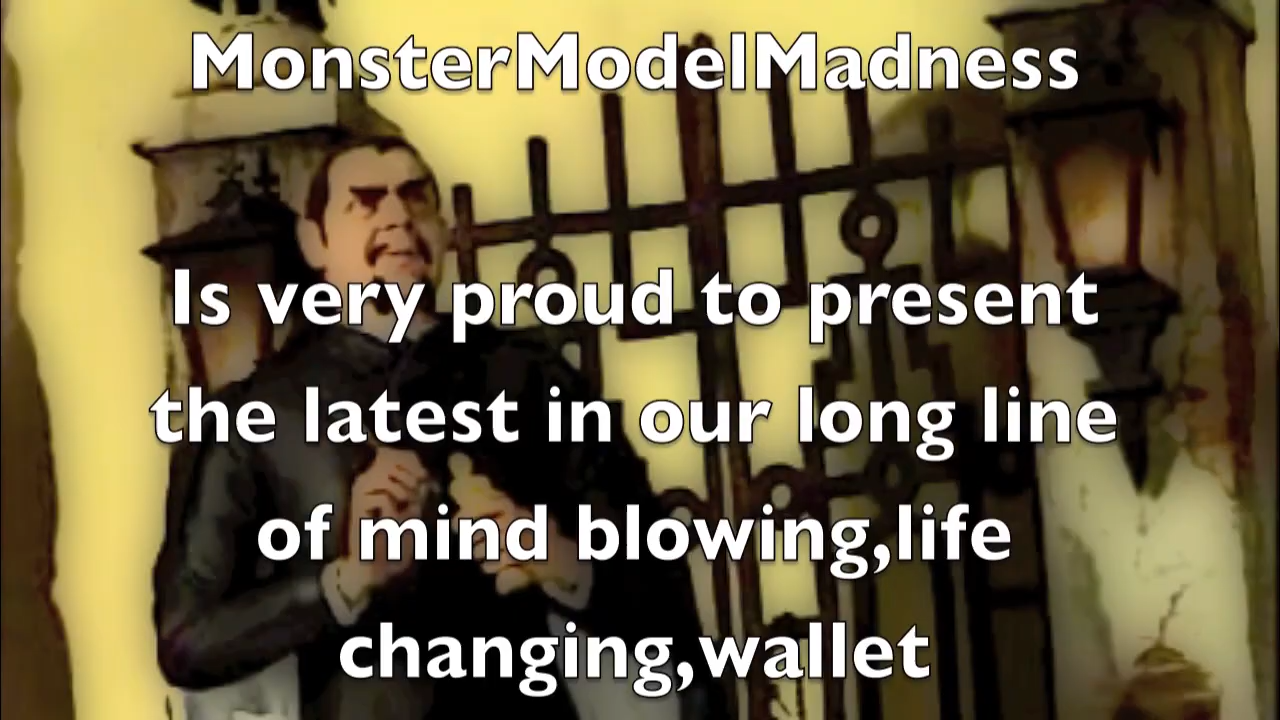 MonsterModelMadness
Is very proud to present
the latest in our long line
of mind blowing,life
changing,wallet